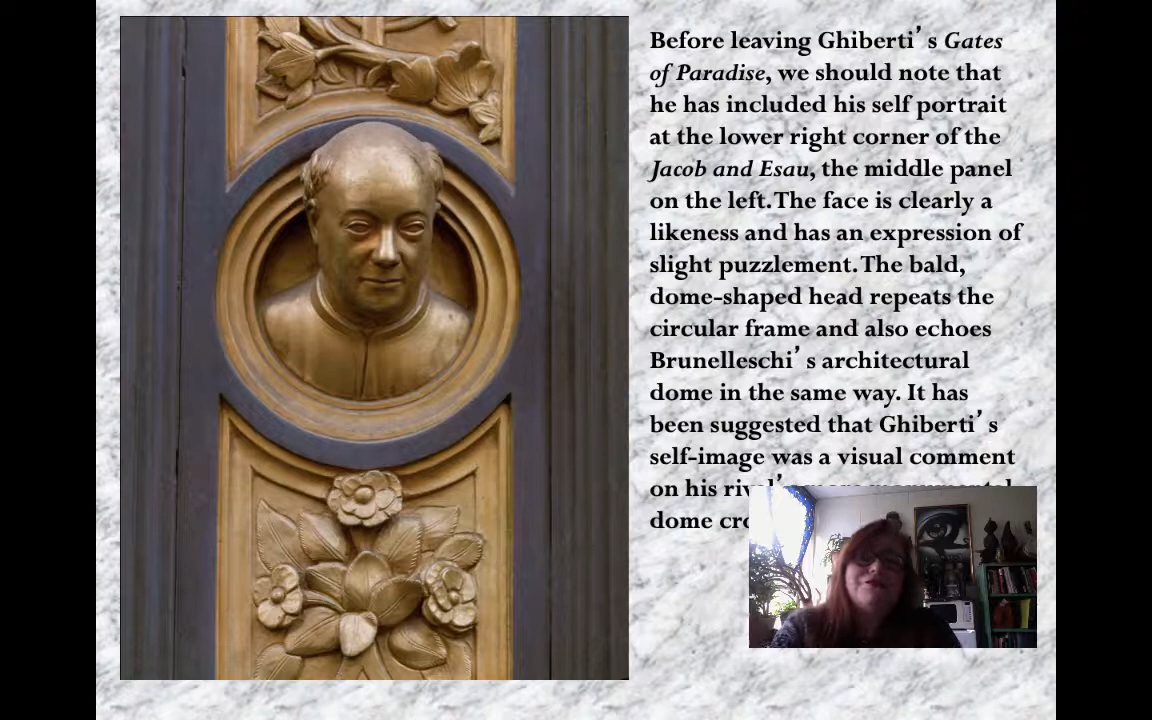 Before leaving Ghiberti’s Gates
of Paradise, we should note that
he has included his self portrait
at the lower right corner of the
Jacob and Esau, the middle panel
on the left. The face is clearly a
likeness and has an expression of
slight puzzlement. The bald,
dome-shaped head repeats the
circular frame and also echoes
Brunelleschi’s architectural
dome in the same way. It has
been suggested that Ghiberti’s
self-image was a visual comment
on his
dome